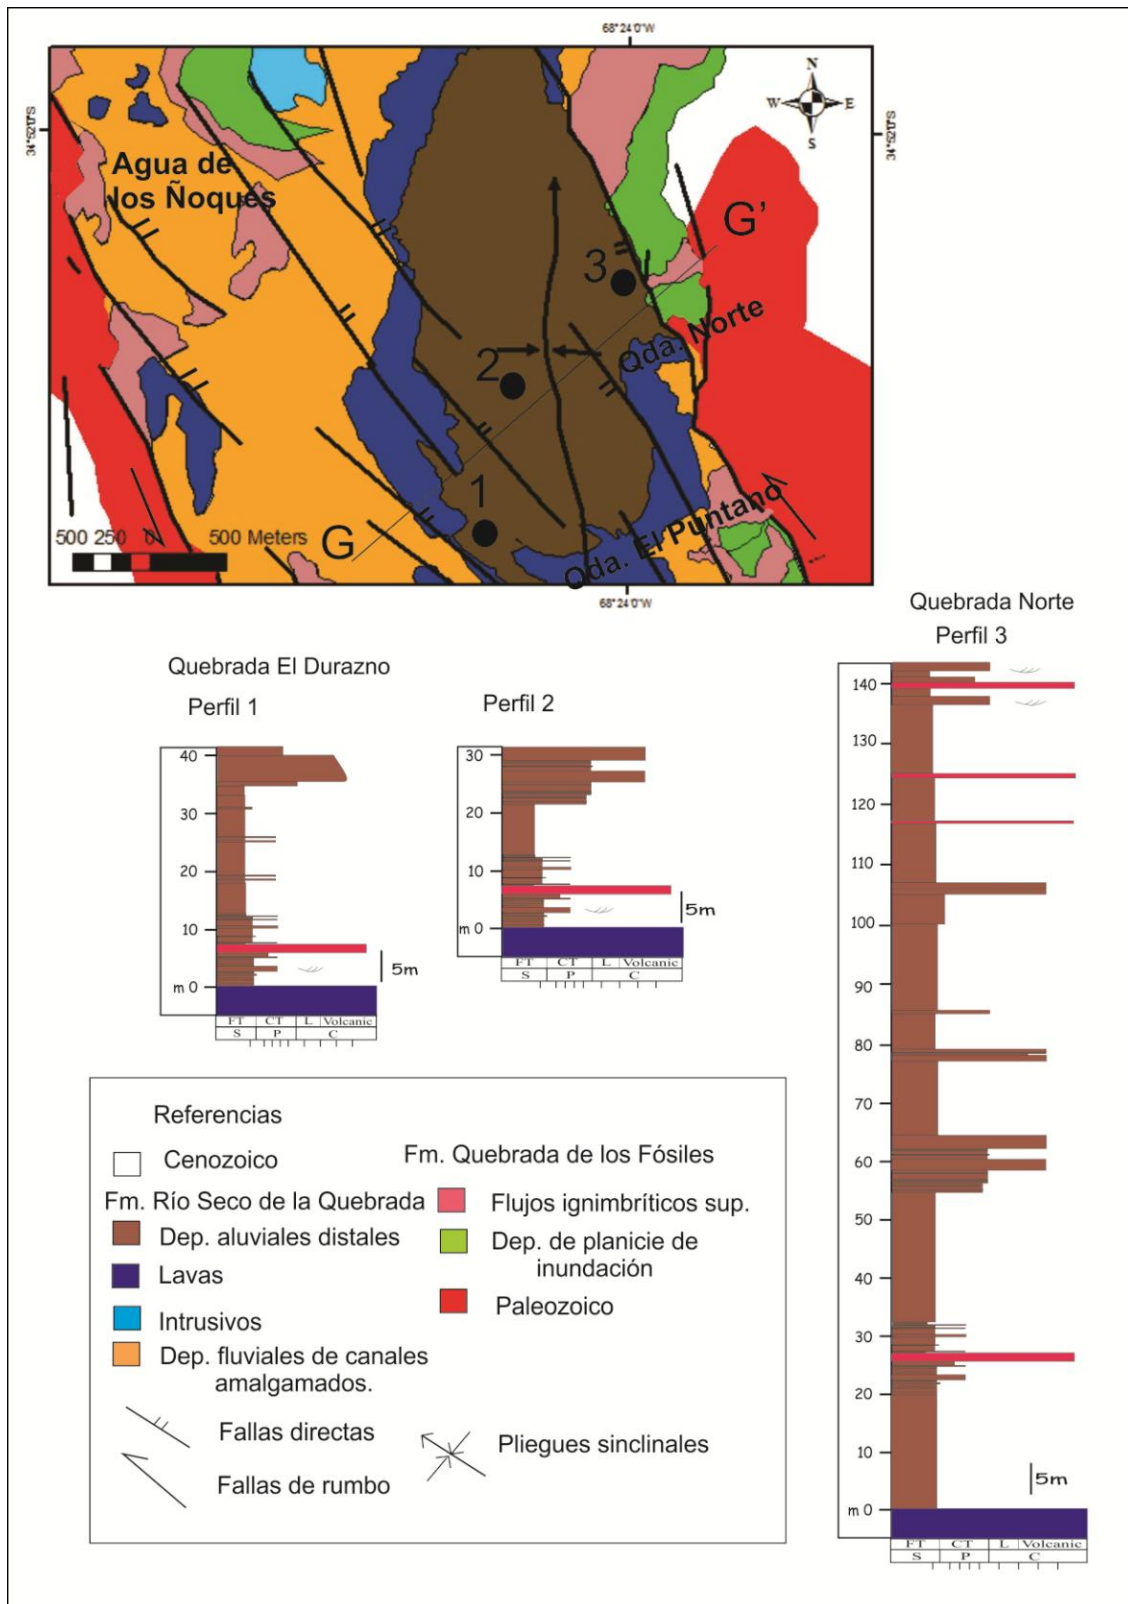 68° 24'0"W
34°52'0"S
34°52'0"S
N
W
E
S
Agua de
los Ñoques
G'
3
Qda. Norte
2
1
G
Qda. El Puntano
500 250 0 500 Meters
68° 24'0"W
Quebrada El Durazno
Perfil 1
40
30
20
10
m 0
5m
FT CT L Volcanic
S P C
Perfil 2
30
20
10
m 0
5m
FT CT L Volcanic
S P C
Quebrada Norte
Perfil 3
140
130
120
110
100
90
80
70
60
50
40
30
20
10
m 0
5m
FT CT L Volcanic
S P C
Referencias
Cenozoico
Fm. Río Seco de la Quebrada
Dep. aluviales distales
Lavas
Intrusivos
Dep. fluviales de canales
amalgamados.
Fallas directas
Fallas de rumbo
Fm. Quebrada de los Fósiles
Flujos ignimbríticos sup.
Dep. de planicie de
inundación
Paleozoico
Pliegues sinclinales